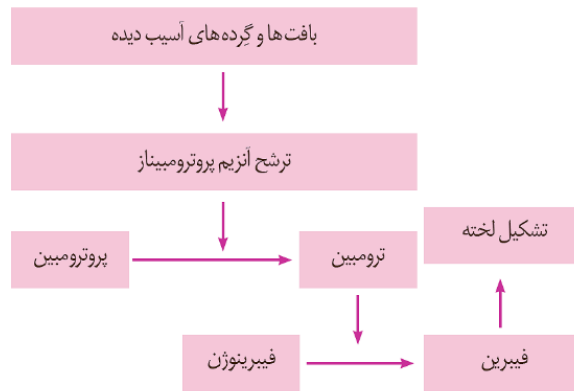 بافت‌ها و گِرده‌های آسیب دیده
ترشح آنزیم پروترومبیناز
تشکیل لخته
پروترومبین
ترومبین
فیبرینوژن
فیبرین